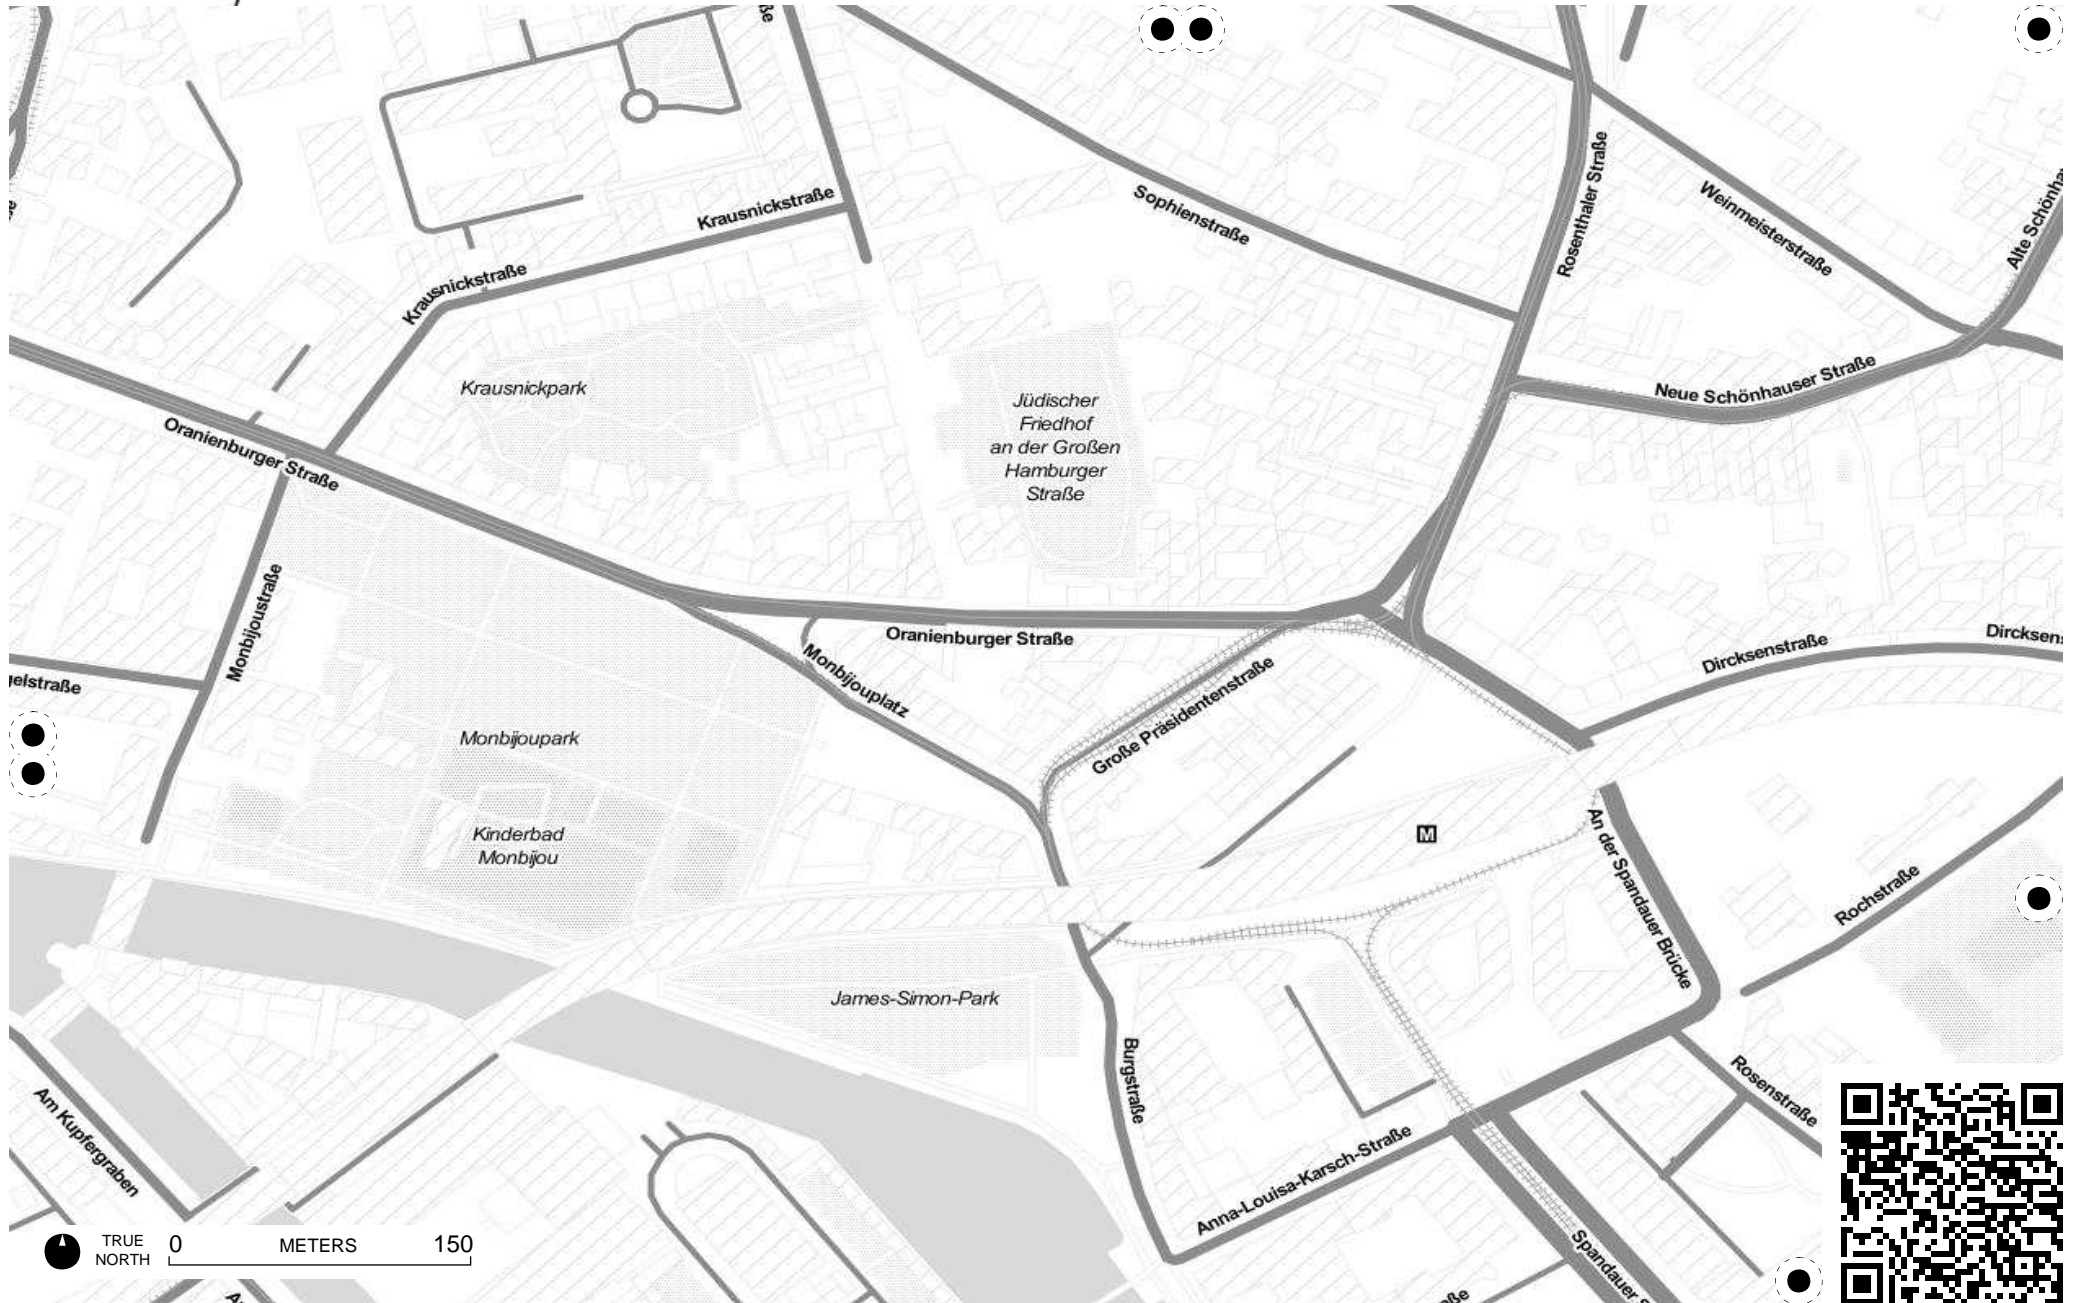 Krausnickstraße
Krausnickstraße
Sophienstraße
Rosenthaler Straße
Weinmeisterstraße
Alte Schönha
Neue Schönhauser Straße
Krausnickpark
Jüdischer
Friedhof
an der Großen
Hamburger
Straße
Oranienburger Straße
Monbijoustraße
Oranienburger Straße
Monbijouplatz
Große Präsidentenstraße
Dircksenstraße
Dircksens
gelstraße
Monbijoupark
Kinderbad
Monbijou
M
An der Spandauer Brücke
Rochstraße
James-Simon-Park
Burgstraße
Rosenstraße
Am Kupfergraben
Anna-Louisa-Karsch-Straße
Spandauer S
TRUE
NORTH
0 METERS 150